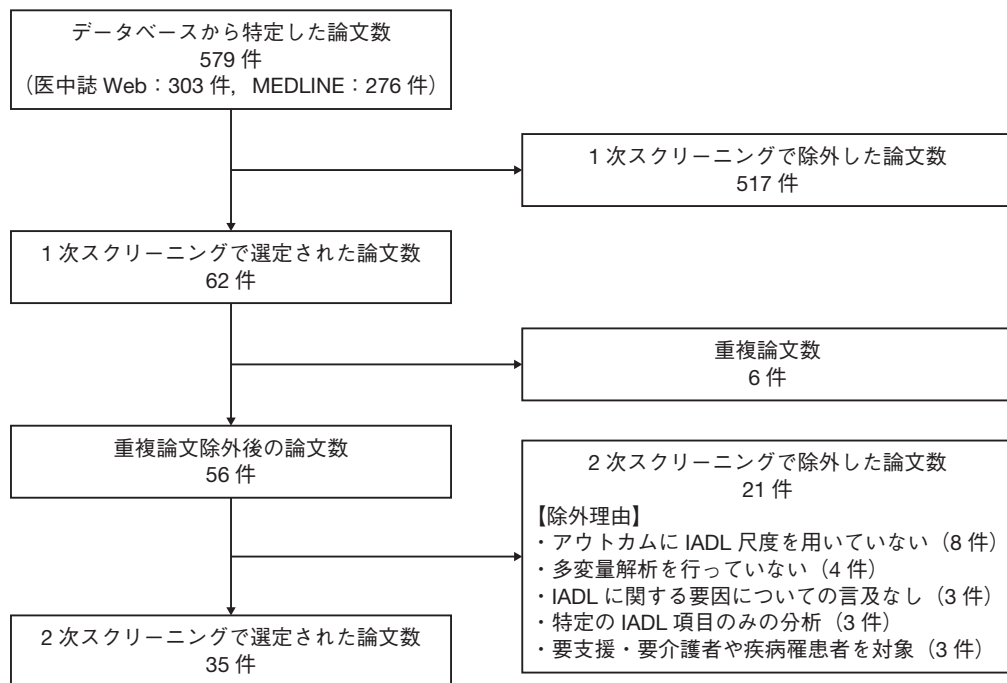 データベースから特定した論文数
579 件
（医中誌 Web：303 件，MEDLINE：276 件）
1 次スクリーニングで除外した論文数
517 件
1 次スクリーニングで選定された論文数
62 件
重複論文数
6 件
重複論文除外後の論文数
56 件
2 次スクリーニングで除外した論文数
21 件
【除外理由】
・アウトカムに IADL 尺度を用いていない（8 件）
・多変量解析を行っていない（4 件）
・IADL に関する要因についての言及なし（3 件）
・特定の IADL 項目のみの分析（3 件）
・要支援・要介護者や疾病罹患者を対象（3 件）
2 次スクリーニングで選定された論文数
35 件